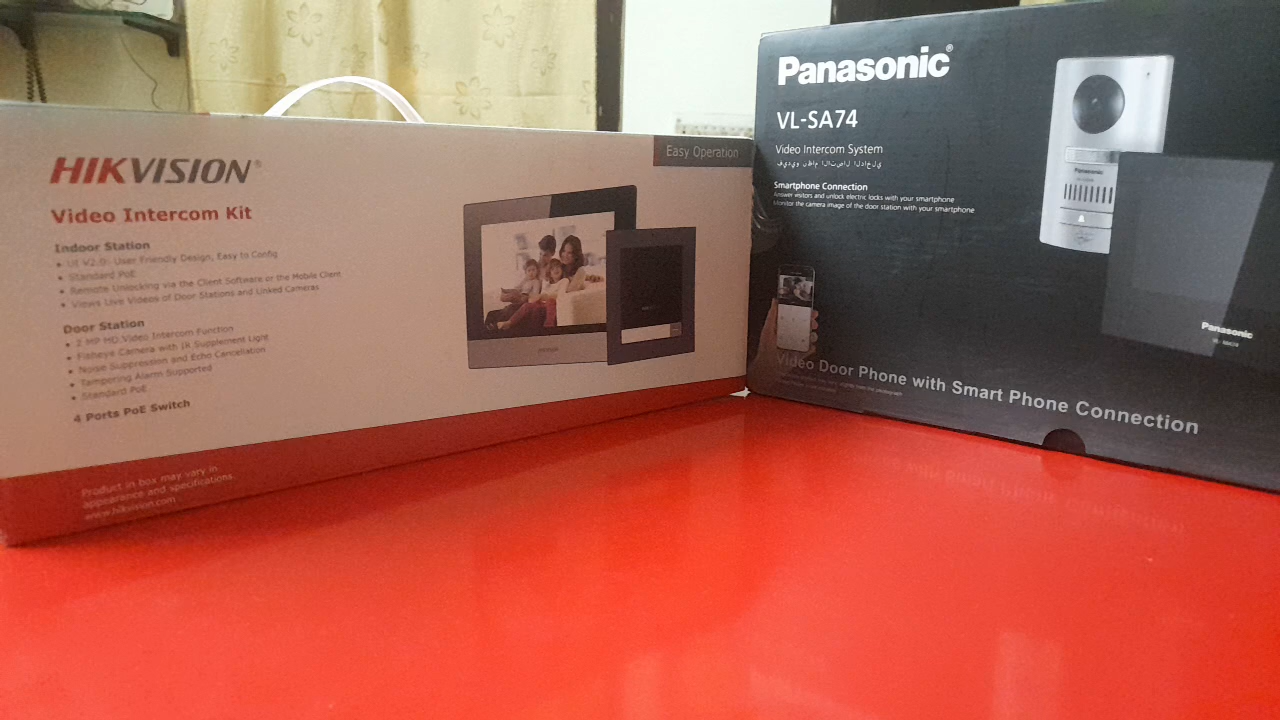 HIKVISION®
Easy Operation
Video Intercom Kit
Indoor Station
• UI V2.0: User Friendly Design, Easy to Config
• Standard PoE
• Remote Unlocking via the Client Software or the Mobile Client
• Views Live Videos of Door Stations and Linked Cameras
Door Station
• 2 MP HD Video Intercom Function
• Fisheye Camera with IR Supplement Light
• Noise Suppression and Echo Cancellation
• Tampering Alarm Supported
• Standard PoE
4 Ports PoE Switch
Product in box may vary in
appearance and specifications.
www.hikvision.com
Panasonic®
VL-SA74
Video Intercom System
فيديو نظام الاتصال الداخلي
Smartphone Connection
Answer visitors and unlock electric locks with your smartphone
Monitor the camera image of the door station with your smartphone
Panasonic
Panasonic
Video Door Phone with Smart Phone Connection